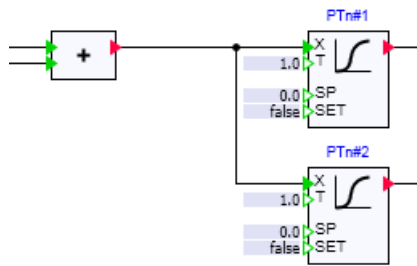 PTn#1
+
X
1.0 T
0.0 SP
false SET
PTn#2
X
1.0 T
0.0 SP
false SET